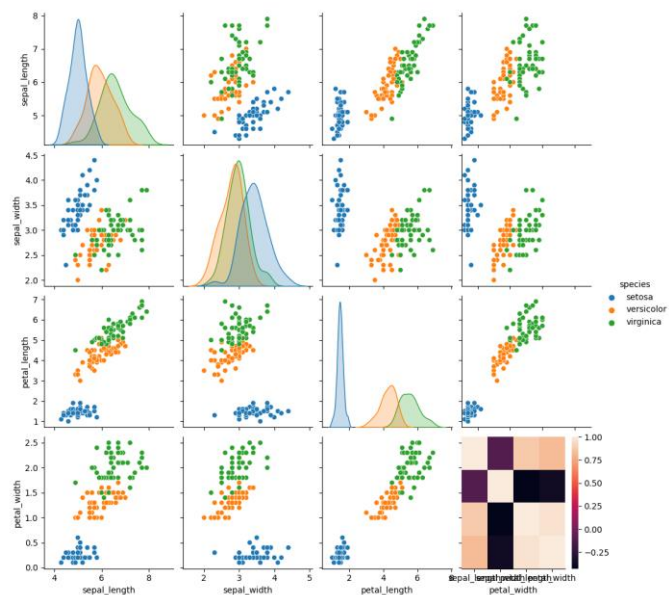 8
7
6
5
sepal_length
4.5
4.0
3.5
3.0
2.5
2.0
sepal_width
species
setosa
versicolor
virginica
7
6
5
4
3
2
1
petal_length
2.5
2.0
1.5
1.0
0.5
0.0
petal_width
1.00
0.75
0.50
0.25
0.00
−0.25
4 6 8
2 3 4 5
2 4 6 8
sepal_length
sepal_width
petal_length
petal_width
sepal_length
petal_width